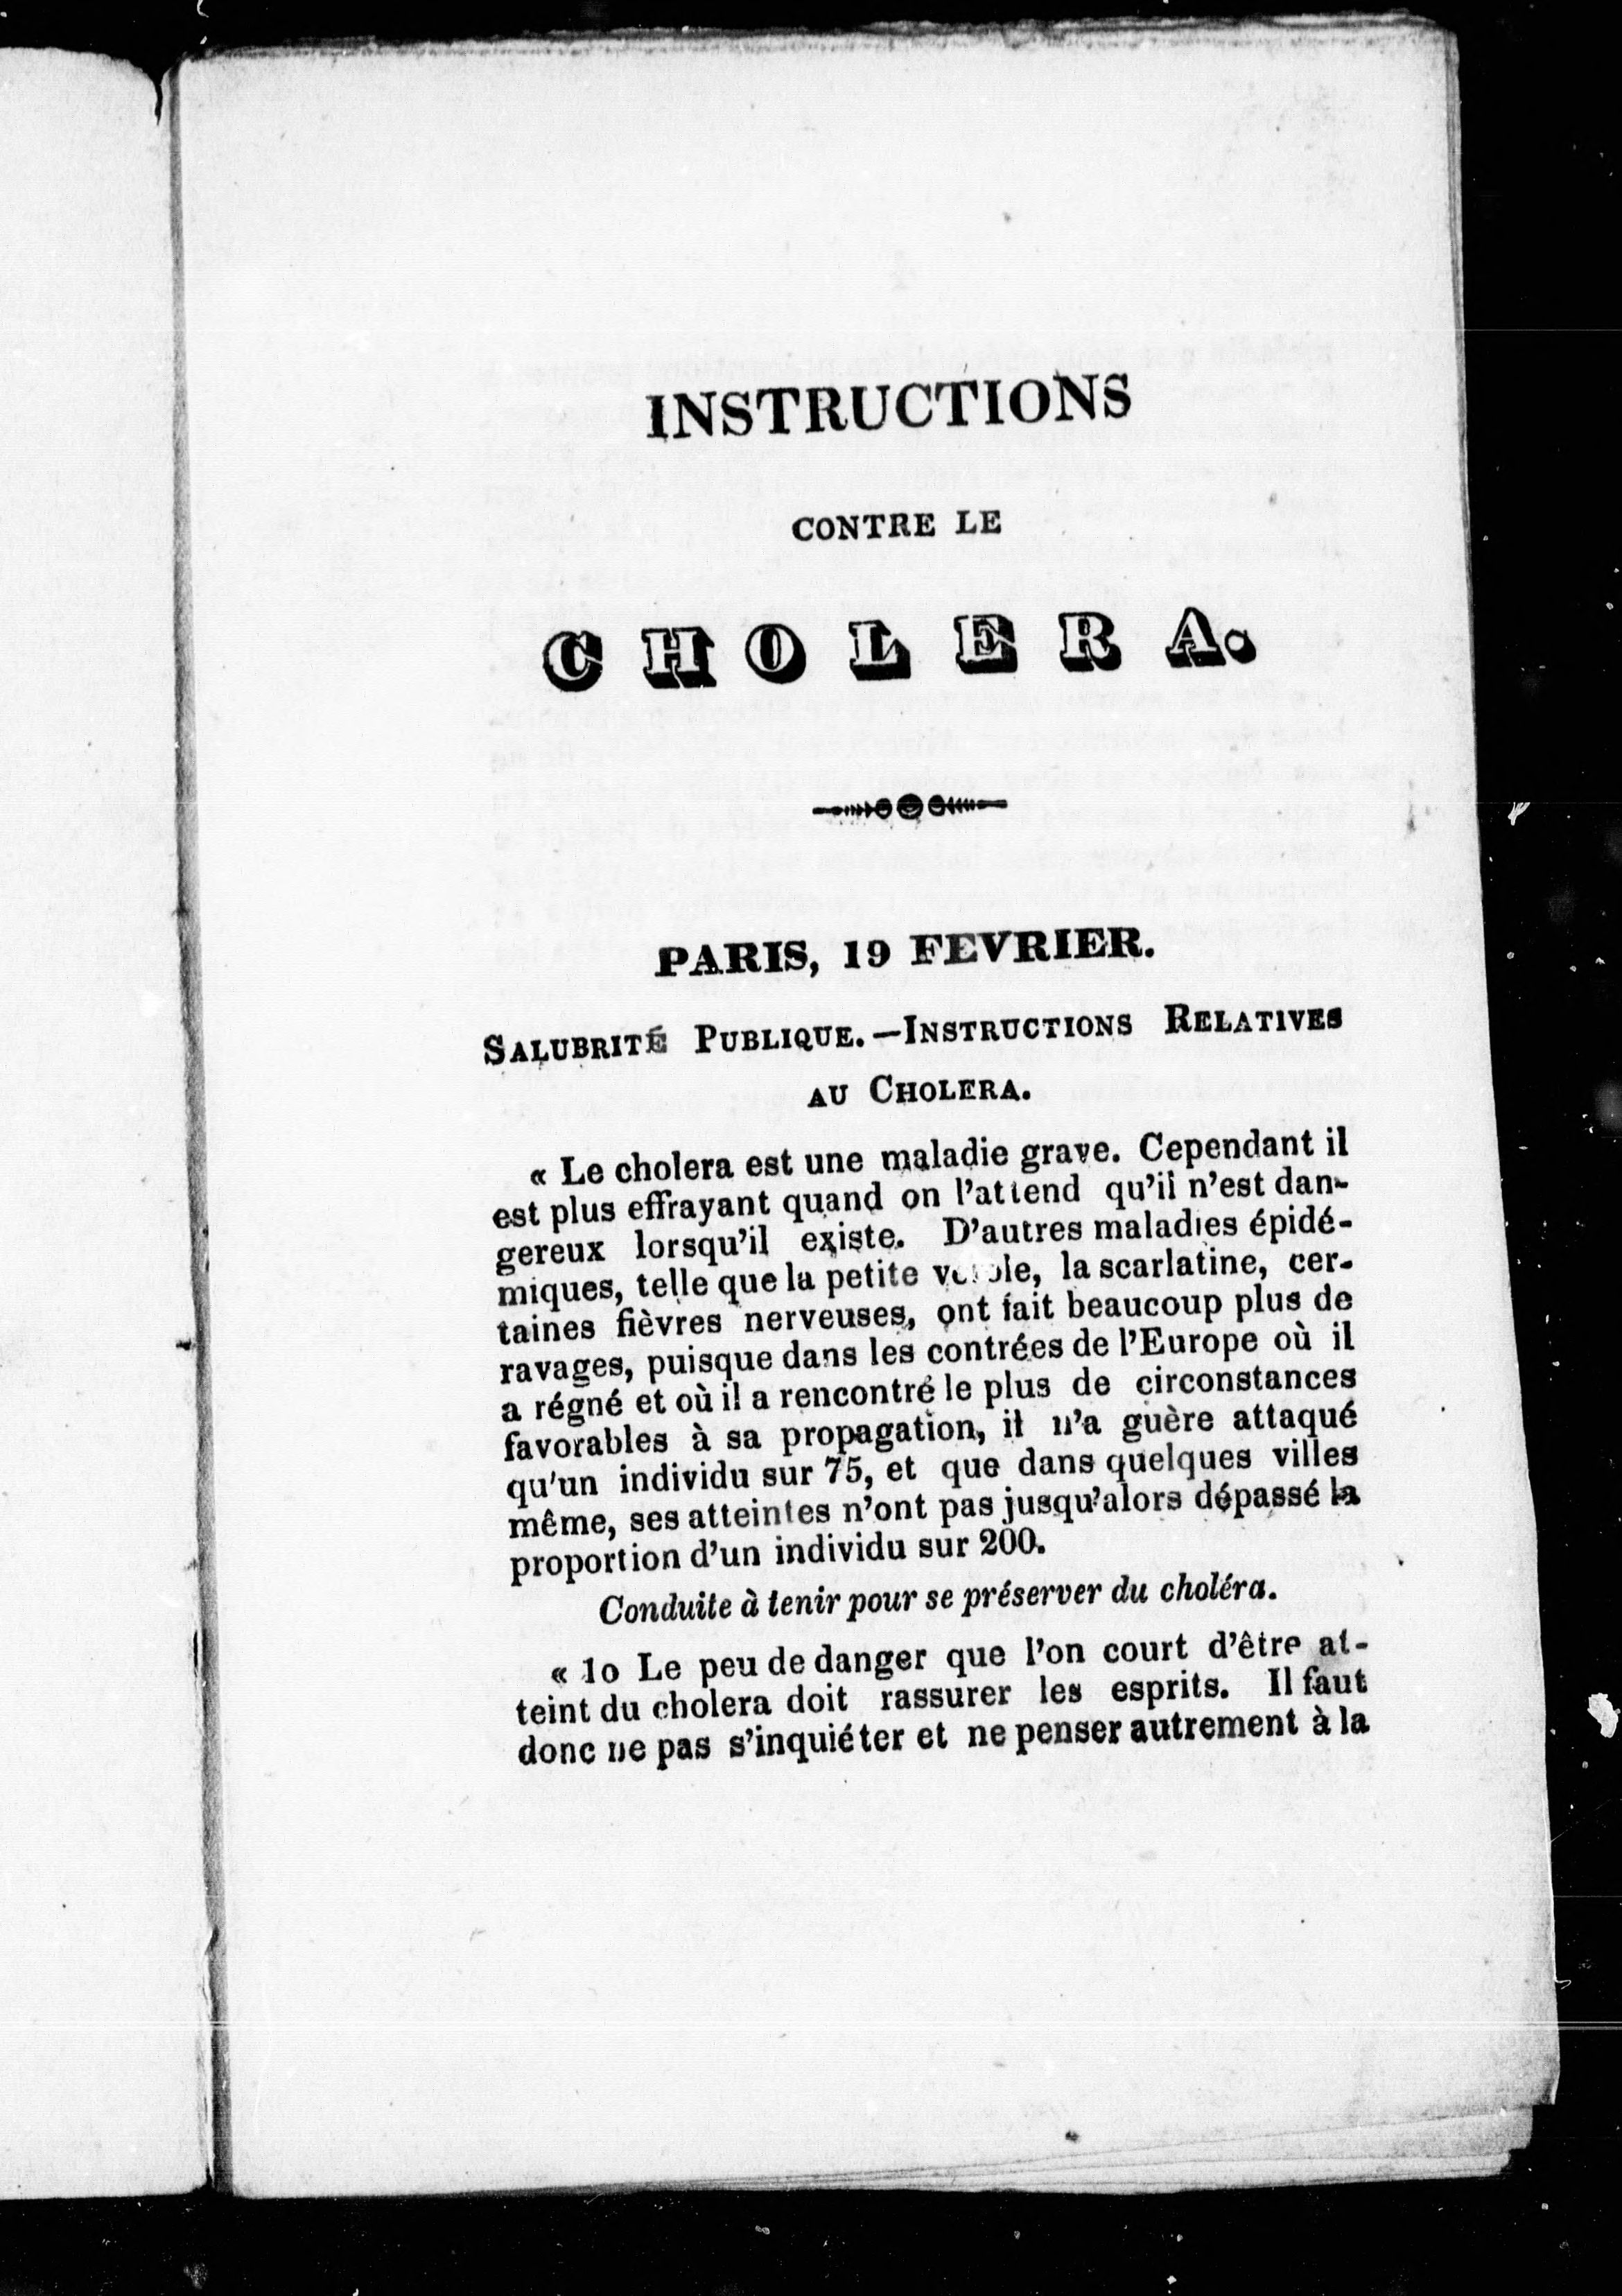 INSTRUCTIONS
CONTRE LE
CHOLERA.
PARIS, 19 FEVRIER.
SALUBRITÉ PUBLIQUE.—INSTRUCTIONS RELATIVES
AU CHOLERA.
« Le cholera est une maladie grave. Cependant il
est plus effrayant quand on l'attend qu'il n'est dan-
gereux lorsqu'il existe. D'autres maladies épidé-
miques, telle que la petite verole, la scarlatine, cer-
taines fièvres nerveuses, ont fait beaucoup plus de
ravages, puisque dans les contrées de l'Europe où il
a régné et où il a rencontré le plus de circonstances
favorables à sa propagation, il n'a guère attaqué
qu'un individu sur 75, et que dans quelques villes
même, ses atteintes n'ont pas jusqu'alors dépassé la
proportion d'un individu sur 200.
Conduite à tenir pour se préserver du choléra.
« 1o Le peu de danger que l'on court d'être at-
teint du cholera doit rassurer les esprits. Il faut
donc ne pas s'inquiéter et ne penser autrement à la